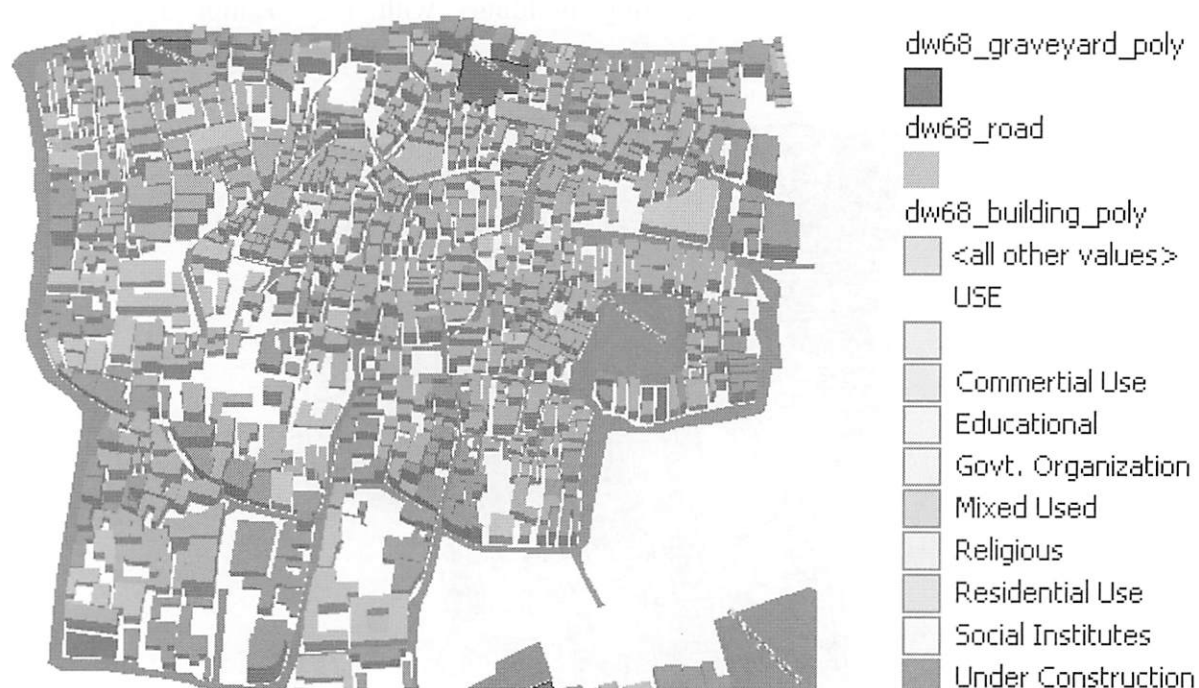 dw68_graveyard_poly
dw68_road
dw68_building_poly
<all other values>
USE
Commertial Use
Educational
Govt. Organization
Mixed Used
Religious
Residential Use
Social Institutes
Under Construction